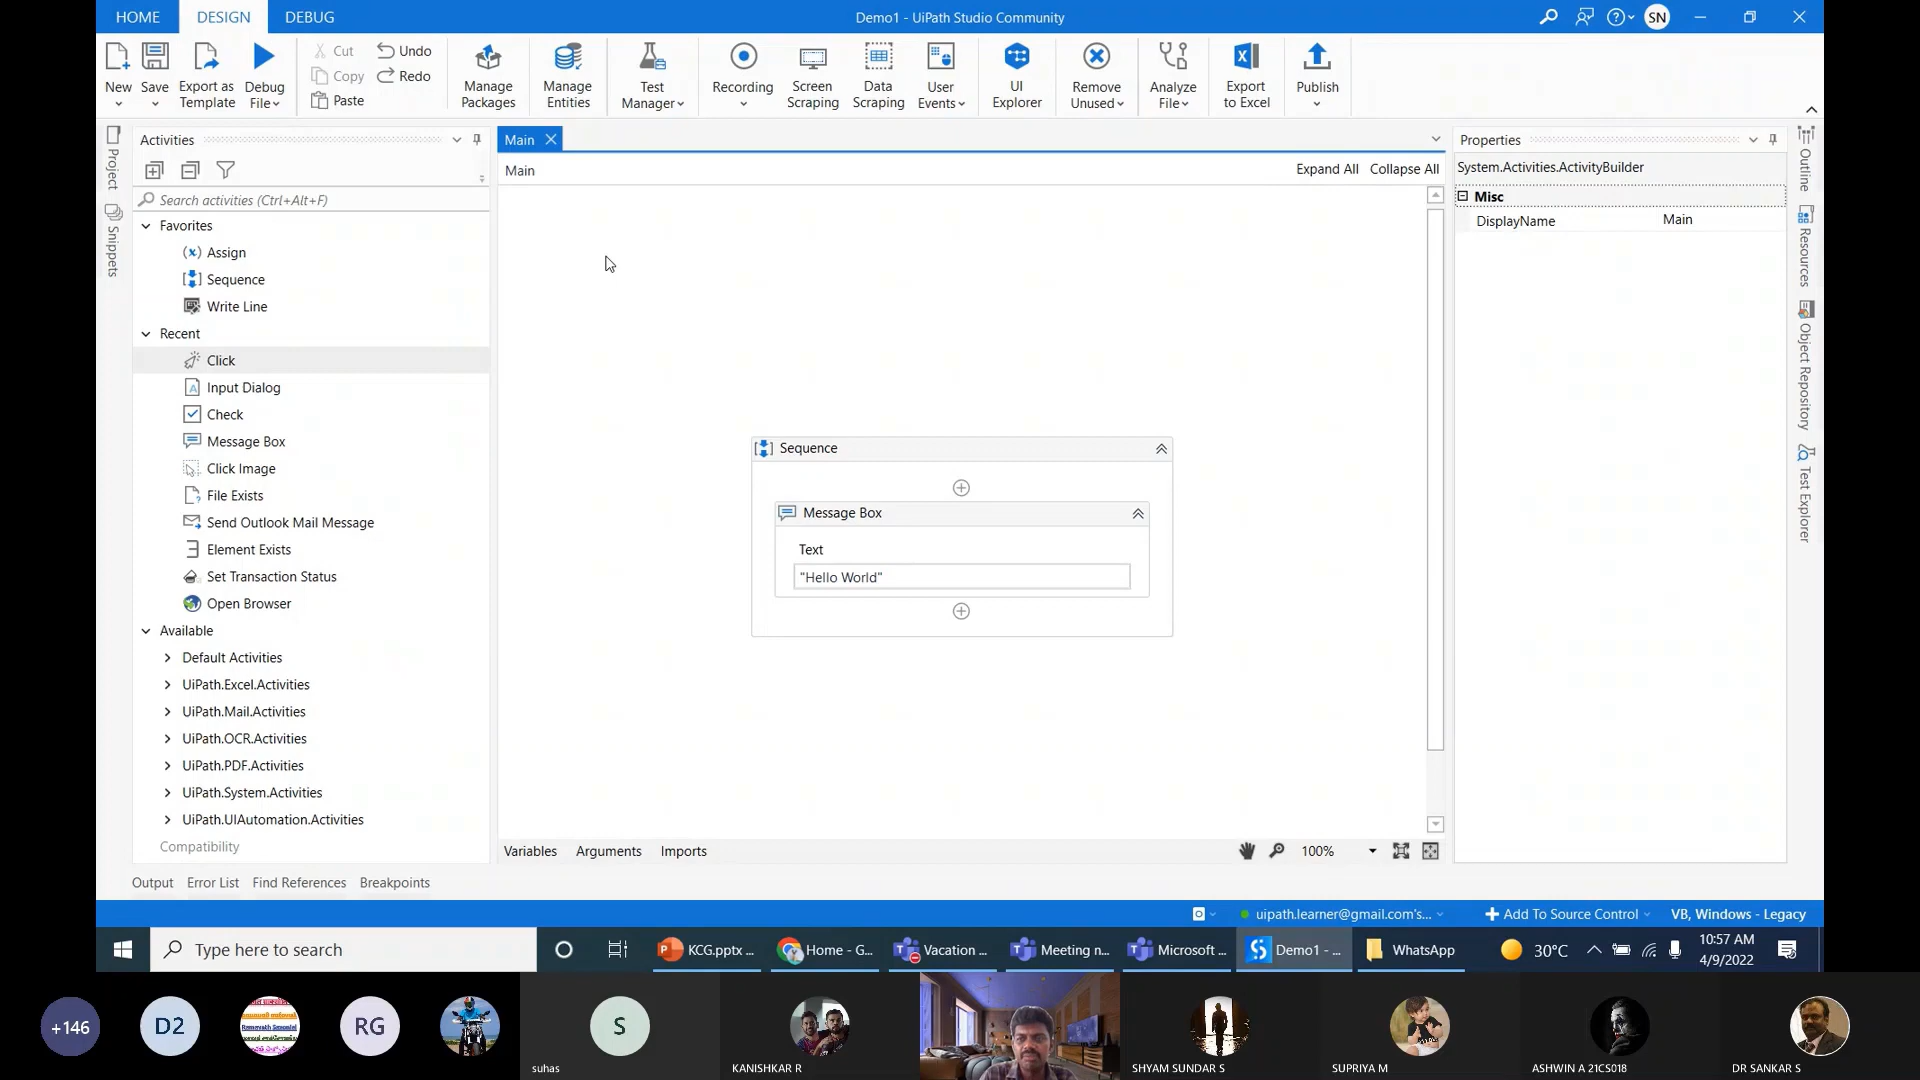 HOME DESIGN DEBUG
Demo1 - UiPath Studio Community
SN
New
Save
Export as
Template
Debug
File
Cut
Copy
Paste
Undo
Redo
Manage
Packages
Manage
Entities
Test
Manager
Recording
Screen
Scraping
Data
Scraping
User
Events
UI
Explorer
Remove
Unused
Analyze
File
Export
to Excel
Publish
Project
Snippets
Activities
Search activities (Ctrl+Alt+F)
Favorites
Assign
Sequence
Write Line
Recent
Click
Input Dialog
Check
Message Box
Click Image
File Exists
Send Outlook Mail Message
Element Exists
Set Transaction Status
Open Browser
Available
Default Activities
UiPath.Excel.Activities
UiPath.Mail.Activities
UiPath.OCR.Activities
UiPath.PDF.Activities
UiPath.System.Activities
UiPath.UIAutomation.Activities
Compatibility
Main
Main
Expand All Collapse All
Sequence
Message Box
Text
"Hello World"
Variables Arguments Imports
100%
Properties
System.Activities.ActivityBuilder
Misc
DisplayName Main
Outline
Resources
Object Repository
Test Explorer
Output Error List Find References Breakpoints
uipath.learner@gmail.com's...
Add To Source Control
VB, Windows - Legacy
Type here to search
KCG.pptx ...
Home - G...
Vacation ...
Meeting n...
Microsoft ...
Demo1 - ...
WhatsApp
30°C
10:57 AM
4/9/2022
+146
D2
RG
S
suhas
KANISHKAR R
SHYAM SUNDAR S
SUPRIYA M
ASHWIN A 21CS018
DR SANKAR S